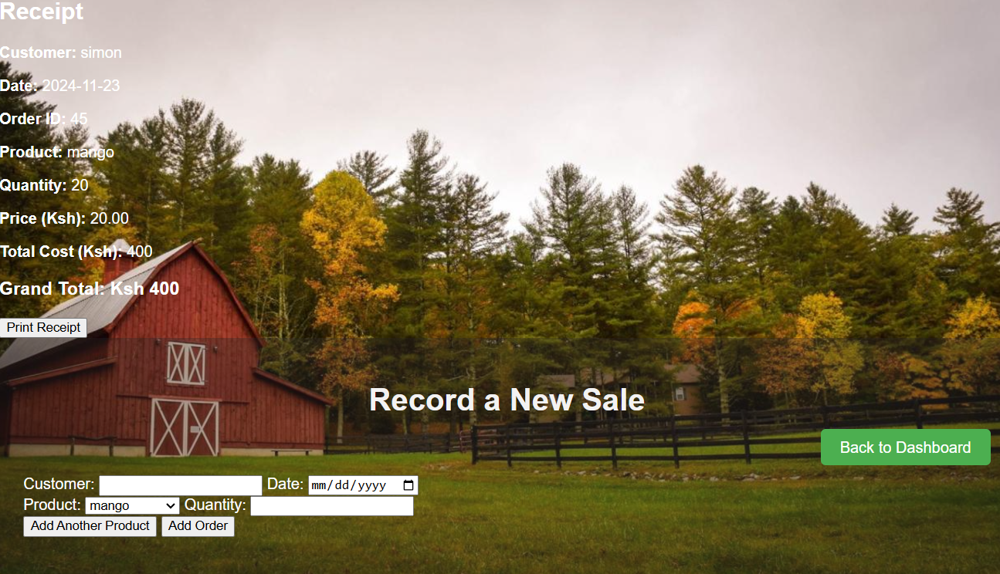 Receipt
Customer: simon
Date: 2024-11-23
Order ID: 45
Product: mango
Quantity: 20
Price (Ksh): 20.00
Total Cost (Ksh): 400
Grand Total: Ksh 400
Print Receipt
Record a New Sale
Back to Dashboard
Customer: Date: mm/dd/yyyy
Product: mango Quantity:
Add Another Product Add Order